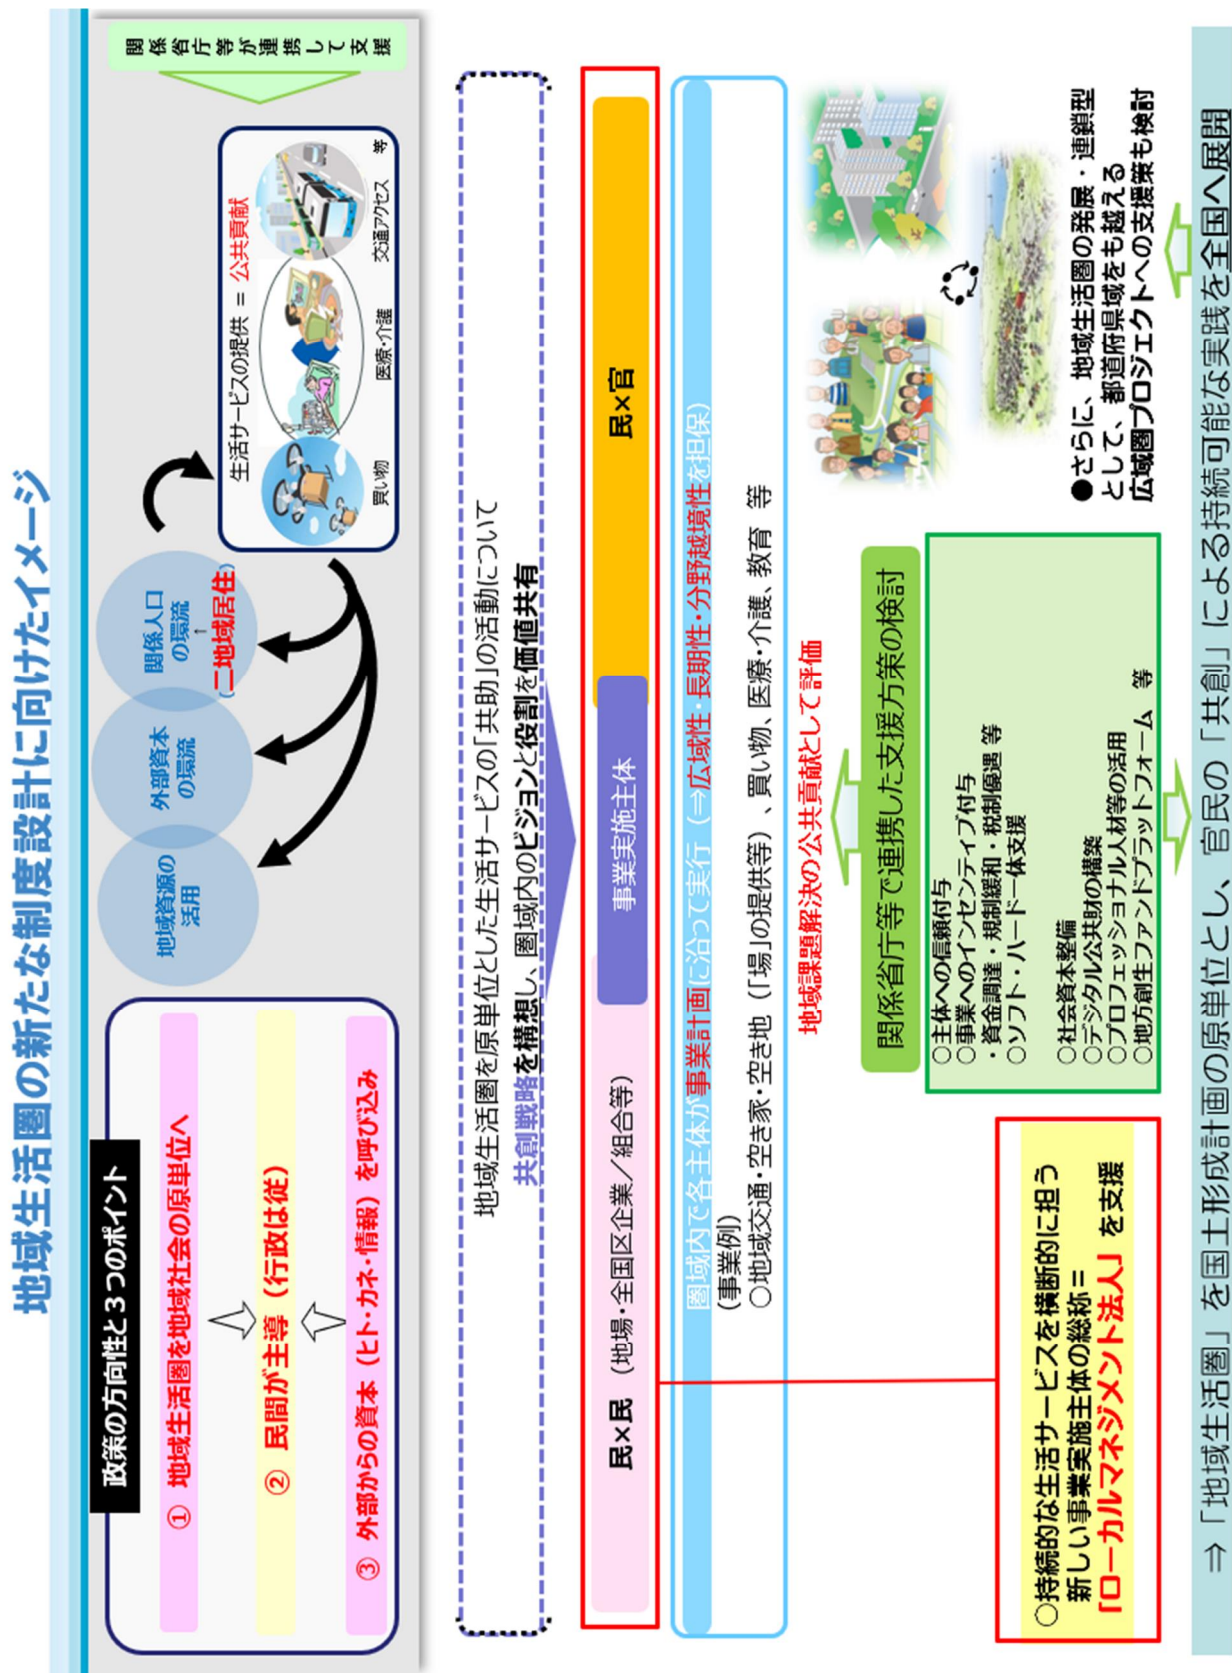 地域生活圏の新たな制度設計に向けたイメージ
政策の方向性と３つのポイント
① 地域生活圏を地域社会の原単位へ
② 民間が主導（行政は従）
③ 外部からの資本（ヒト・カネ・情報）を呼び込み
地域資源の
活用
外部資本
の環流
関係人口
の環流
↑
(二地域居住)
生活サービスの提供 ＝ 公共貢献
買い物
医療・介護
交通アクセス 等
関係省庁等が連携して支援
地域生活圏を原単位とした生活サービスの「共助」の活動について
共創戦略を構想し、圏域内のビジョンと役割を価値共有
民×民（地場・全国区企業／組合等）
事業実施主体
民×官
圏域内で各主体が事業計画に沿って実行（⇒広域性・長期性・分野越境性を担保）
(事業例)
○地域交通・空き家・空き地（「場」の提供等）、買い物、医療・介護、教育 等
○持続的な生活サービスを横断的に担う
新しい事業実施主体の総称＝
「ローカルマネジメント法人」を支援
地域課題解決の公共貢献として評価
関係省庁等で連携した支援方策の検討
○主体への信頼付与
○事業へのインセンティブ付与
・資金調達・規制緩和・税制優遇 等
○ソフト・ハード一体支援
○社会資本整備
○デジタル公共財の構築
○プロフェッショナル人材等の活用
○地方創生ファンドプラットフォーム 等
●さらに、地域生活圏の発展・連鎖型
として、都道府県域をも越える
広域圏プロジェクトへの支援策も検討
⇒「地域生活圏」を国土形成計画の原単位とし、官民の「共創」による持続可能な実践を全国へ展開